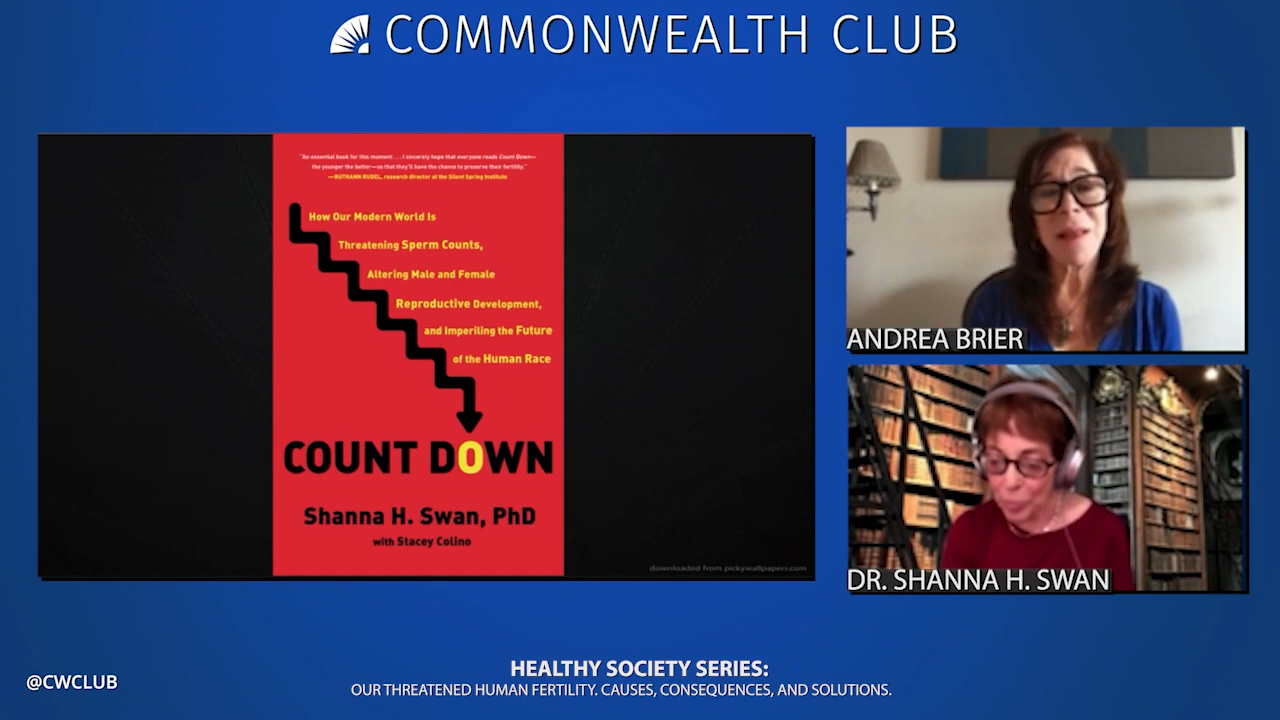 COMMONWEALTH CLUB
"An essential book for this moment . . . I sincerely hope that everyone reads Count Down—
the younger the better—so that they'll have the chance to preserve their fertility."
—RUTHANN RUDEL, research director at the Silent Spring Institute
How Our Modern World Is
Threatening Sperm Counts,
Altering Male and Female
Reproductive Development,
and Imperiling the Future
of the Human Race
COUNT DOWN
Shanna H. Swan, PhD
with Stacey Colino
downloaded from pickywallpapers.com
ANDREA BRIER
DR. SHANNA H. SWAN
@CWCLUB
HEALTHY SOCIETY SERIES:
OUR THREATENED HUMAN FERTILITY. CAUSES, CONSEQUENCES, AND SOLUTIONS.